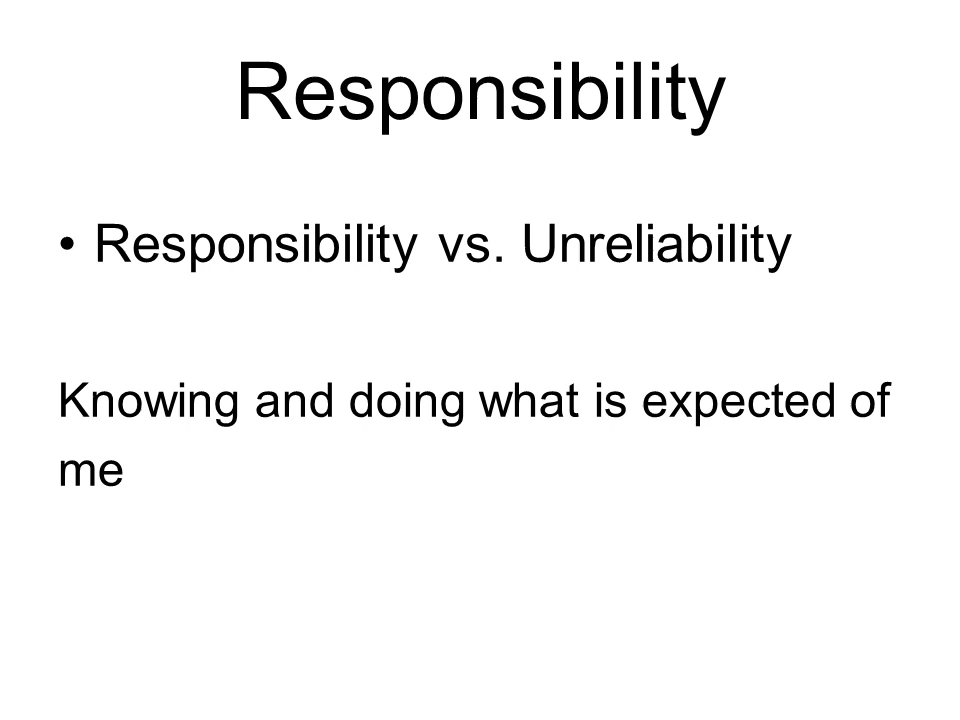 Responsibility
• Responsibility vs. Unreliability
Knowing and doing what is expected of
me